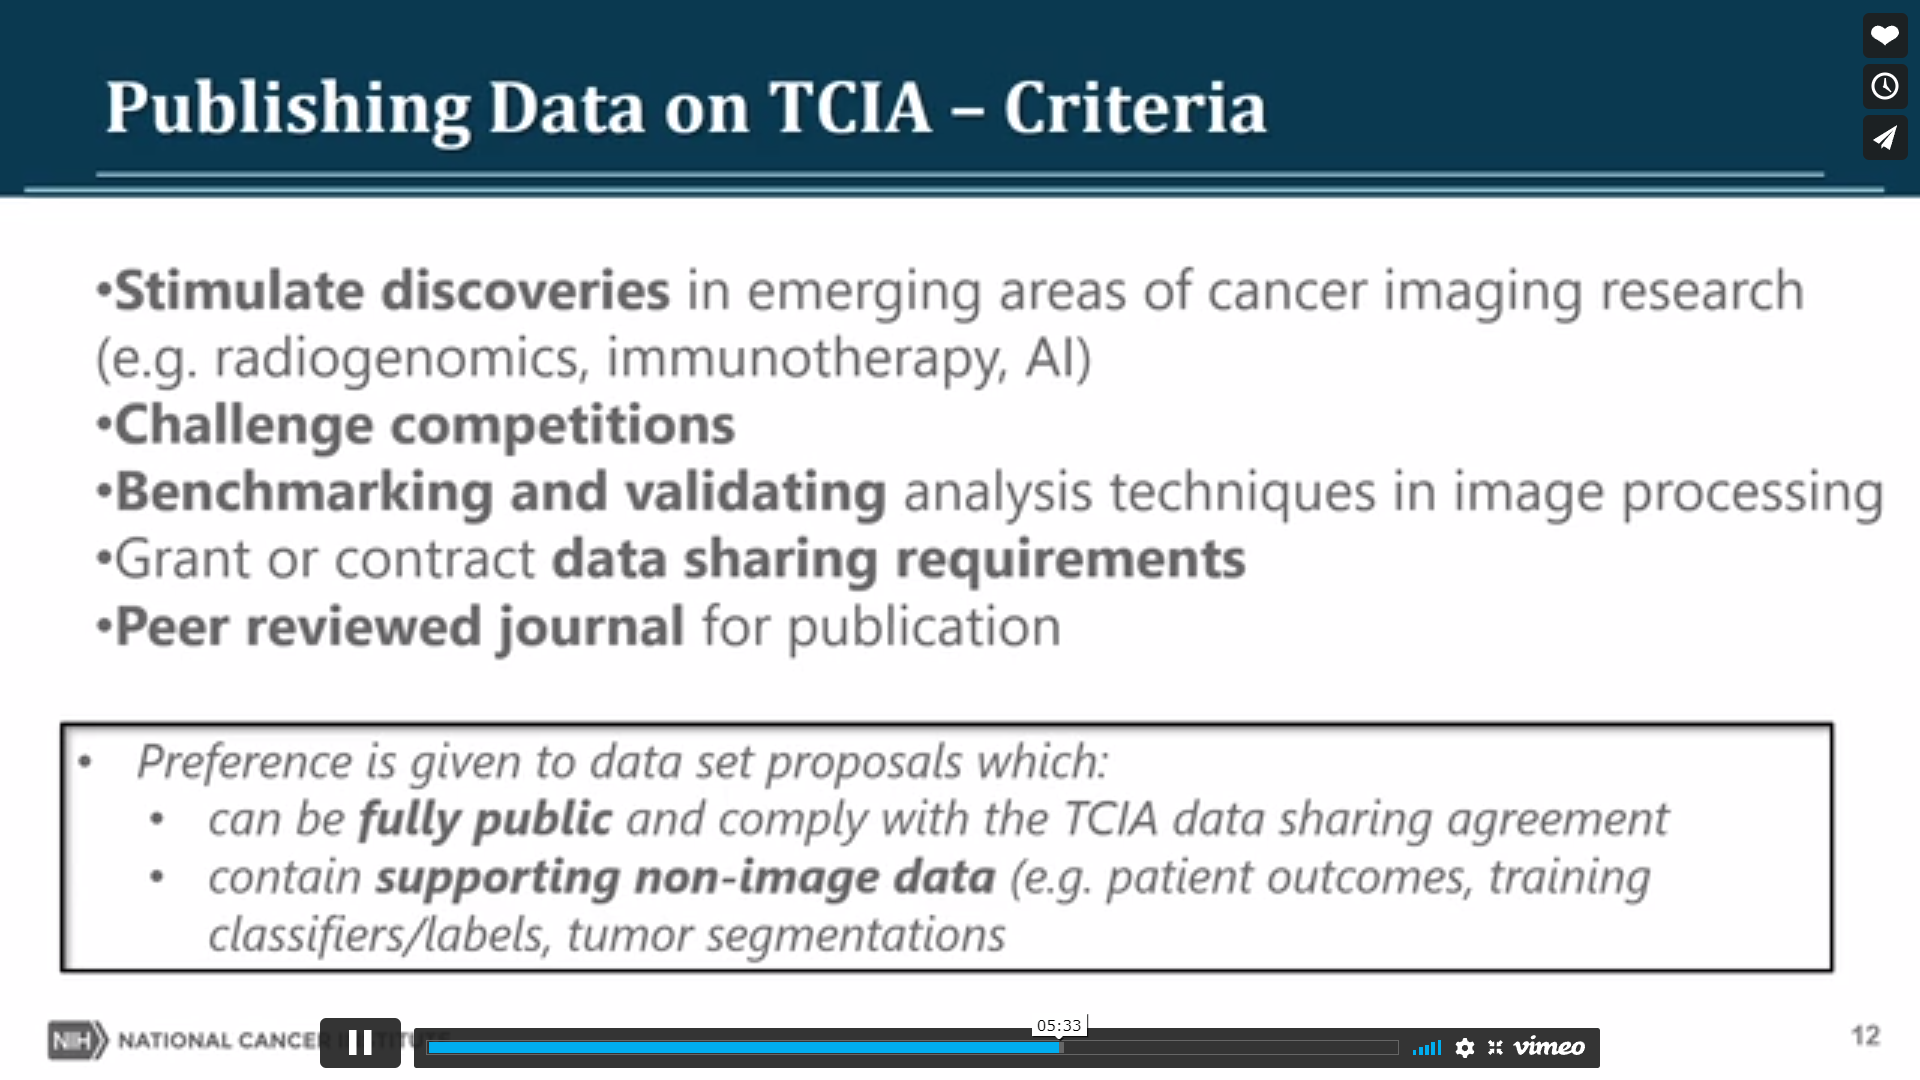 Publishing Data on TCIA – Criteria
•Stimulate discoveries in emerging areas of cancer imaging research
(e.g. radiogenomics, immunotherapy, AI)
•Challenge competitions
•Benchmarking and validating analysis techniques in image processing
•Grant or contract data sharing requirements
•Peer reviewed journal for publication
• Preference is given to data set proposals which:
• can be fully public and comply with the TCIA data sharing agreement
• contain supporting non-image data (e.g. patient outcomes, training
classifiers/labels, tumor segmentations
NIH NATIONAL CANCER
05:33
vimeo
12